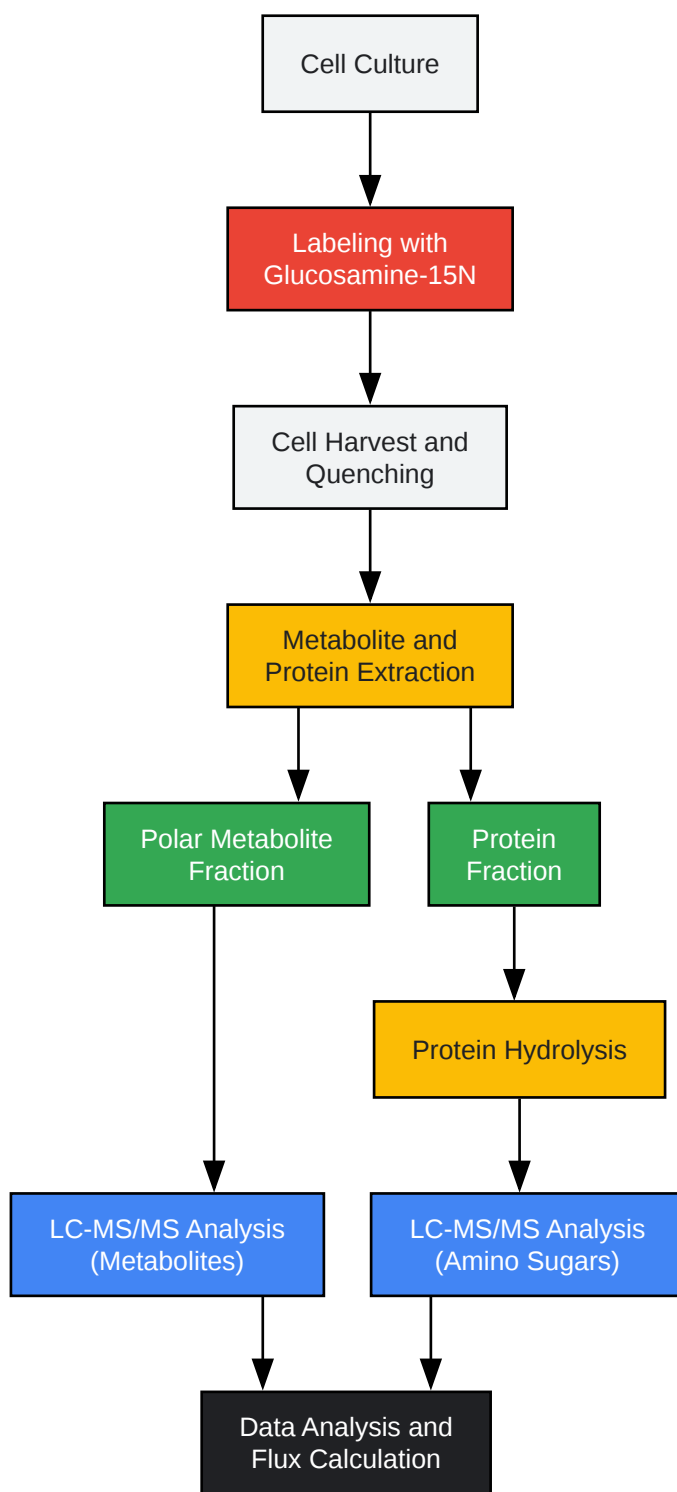 Cell Culture
Labeling with
Glucosamine-15N
Cell Harvest and
Quenching
Metabolite and
Protein Extraction
Polar Metabolite
Fraction
Protein
Fraction
Protein Hydrolysis
LC-MS/MS Analysis
(Metabolites)
LC-MS/MS Analysis
(Amino Sugars)
Data Analysis and
Flux Calculation